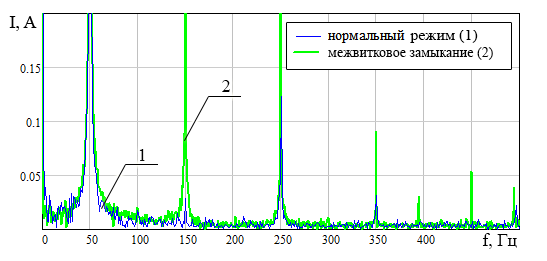 I, А
нормальный режим (1)
межвитковое замыкание (2)
0.15
0.1
0.05
2
1
0 50 100 150 200 250 300 350 400
f, Гц